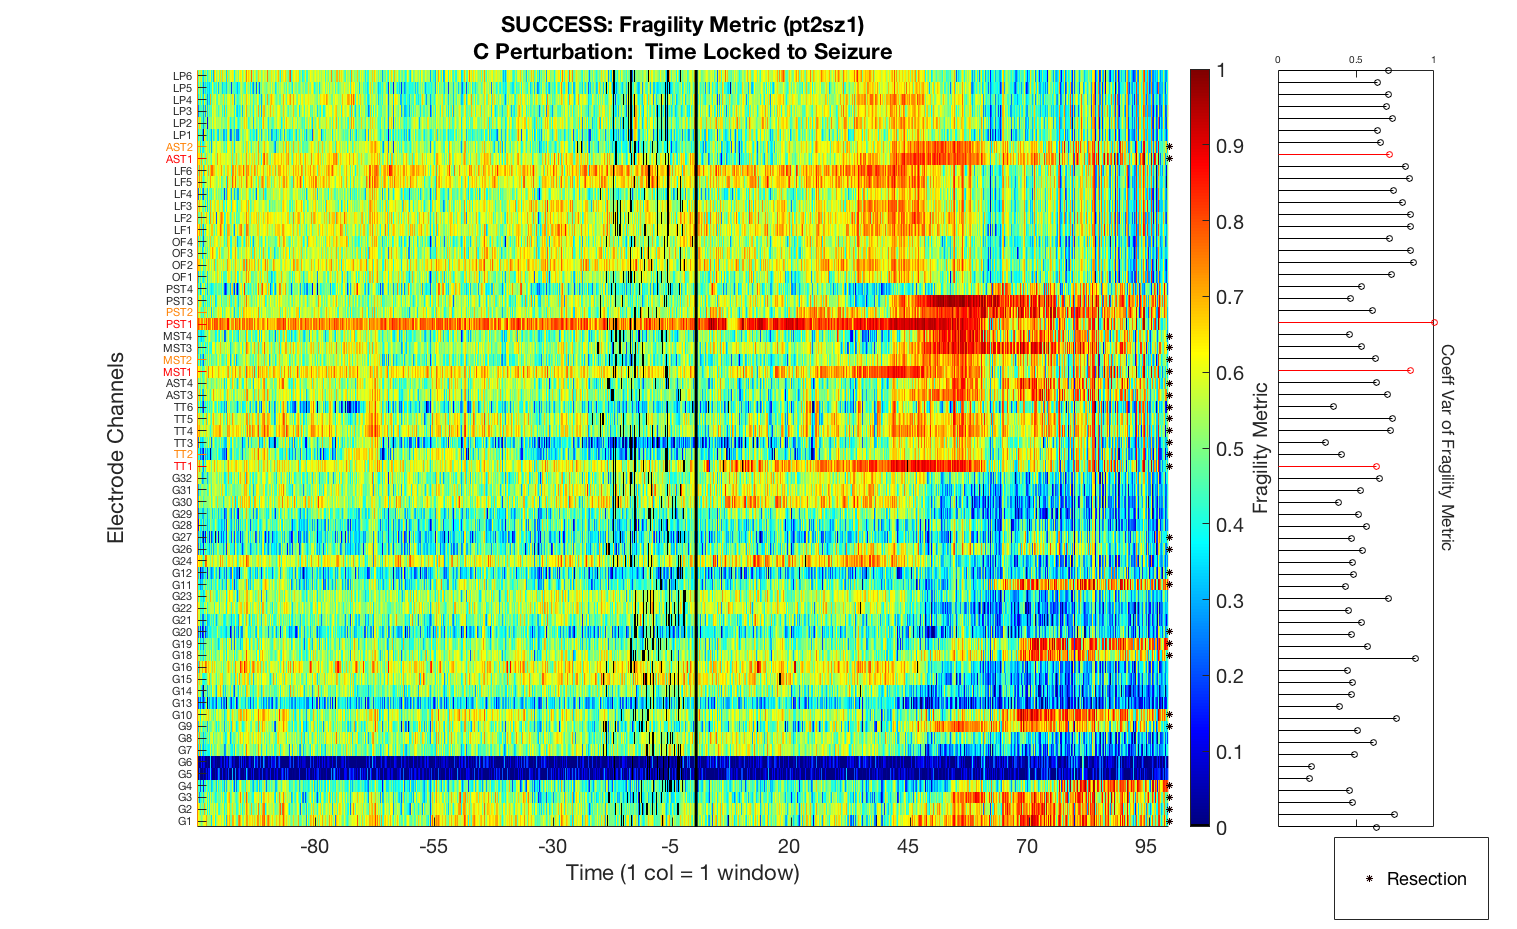 SUCCESS: Fragility Metric (pt2sz1)
C Perturbation: Time Locked to Seizure
Electrode Channels
LP6
LP5
LP4
LP3
LP2
LP1
AST2
AST1
LF6
LF5
LF4
LF3
LF2
LF1
OF4
OF3
OF2
OF1
PST4
PST3
PST2
PST1
MST4
MST3
MST2
MST1
AST4
AST3
TT6
TT5
TT4
TT3
TT2
TT1
G32
G31
G30
G29
G28
G27
G26
G24
G12
G11
G23
G22
G21
G20
G19
G18
G16
G15
G14
G13
G10
G9
G8
G7
G6
G5
G4
G3
G2
G1
-80 -55 -30 -5 20 45 70 95
Time (1 col = 1 window)
1
0.9
0.8
0.7
0.6
0.5
0.4
0.3
0.2
0.1
0
Fragility Metric
0 0.5 1
Coeff Var of Fragility Metric
* Resection